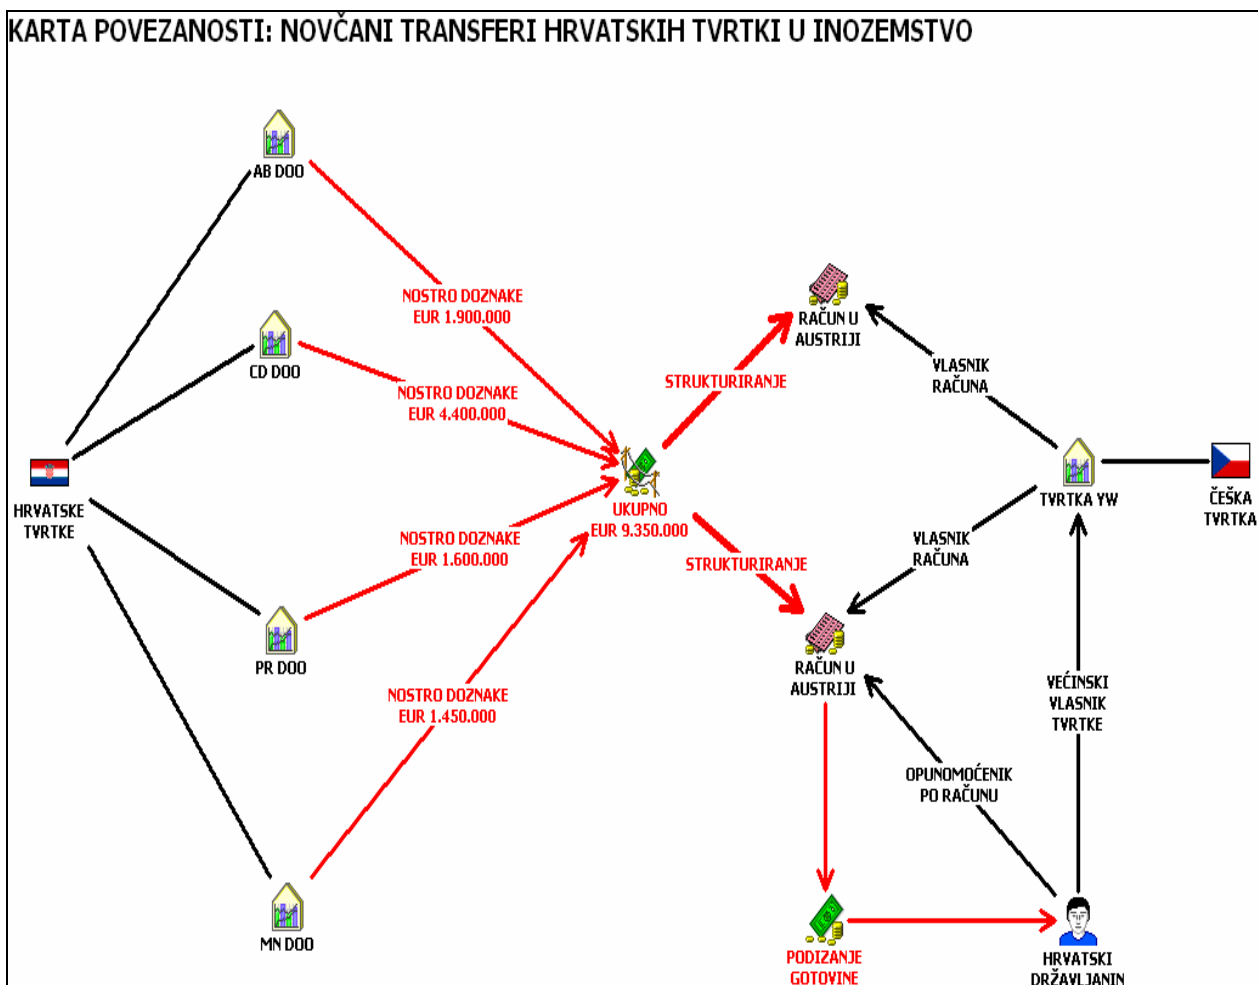 KARTA POVEZANOSTI: NOVČANI TRANSFERI HRVATSKIH TVRTKI U INOZEMSTVO
AB DOO
NOSTRO DOZNAKE
EUR 1.900.000
CD DOO
NOSTRO DOZNAKE
EUR 4.400.000
HRVATSKE
TVRTKE
NOSTRO DOZNAKE
EUR 1.600.000
PR DOO
NOSTRO DOZNAKE
EUR 1.450.000
MN DOO
UKUPNO
EUR 9.350.000
STRUKTURIRANJE
STRUKTURIRANJE
RAČUN U
AUSTRIJI
VLASNIK
RAČUNA
TVRTKA YW
ČEŠKA
TVRTKA
VLASNIK
RAČUNA
RAČUN U
AUSTRIJI
VEĆINSKI
VLASNIK
TVRTKE
OPUNOMOĆENIK
PO RAČUNU
PODIZANJE
GOTOVINE
HRVATSKI
DRŽAVLJANIN